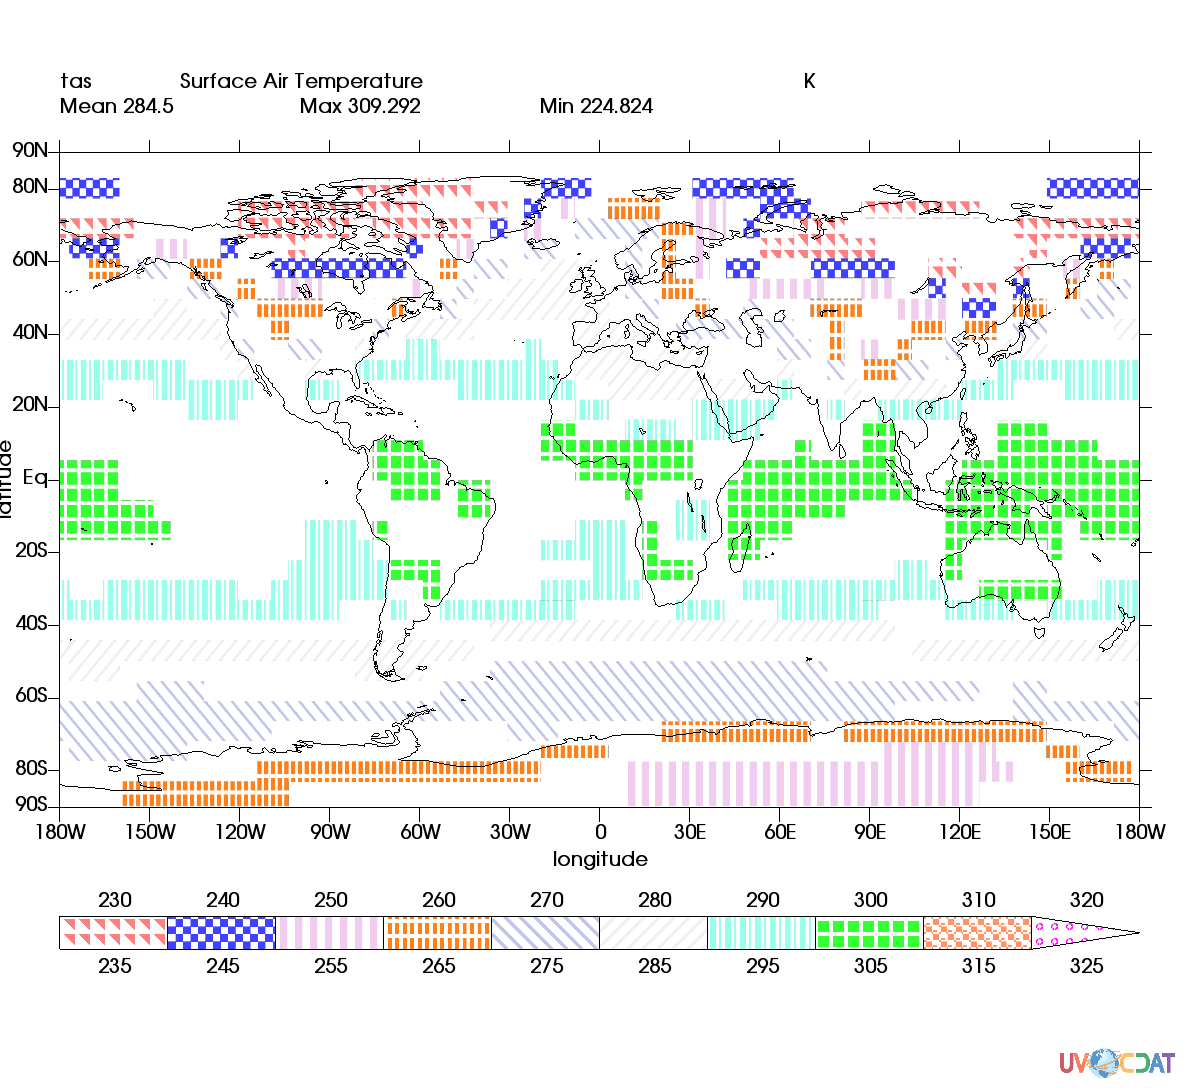 tas Surface Air Temperature K
Mean 284.5 Max 309.292 Min 224.824
90N
80N
60N
40N
20N
Eq
20S
40S
60S
80S
90S
latitude
180W 150W 120W 90W 60W 30W 0 30E 60E 90E 120E 150E 180W
longitude
230 240 250 260 270 280 290 300 310 320
235 245 255 265 275 285 295 305 315 325
UV CDAT